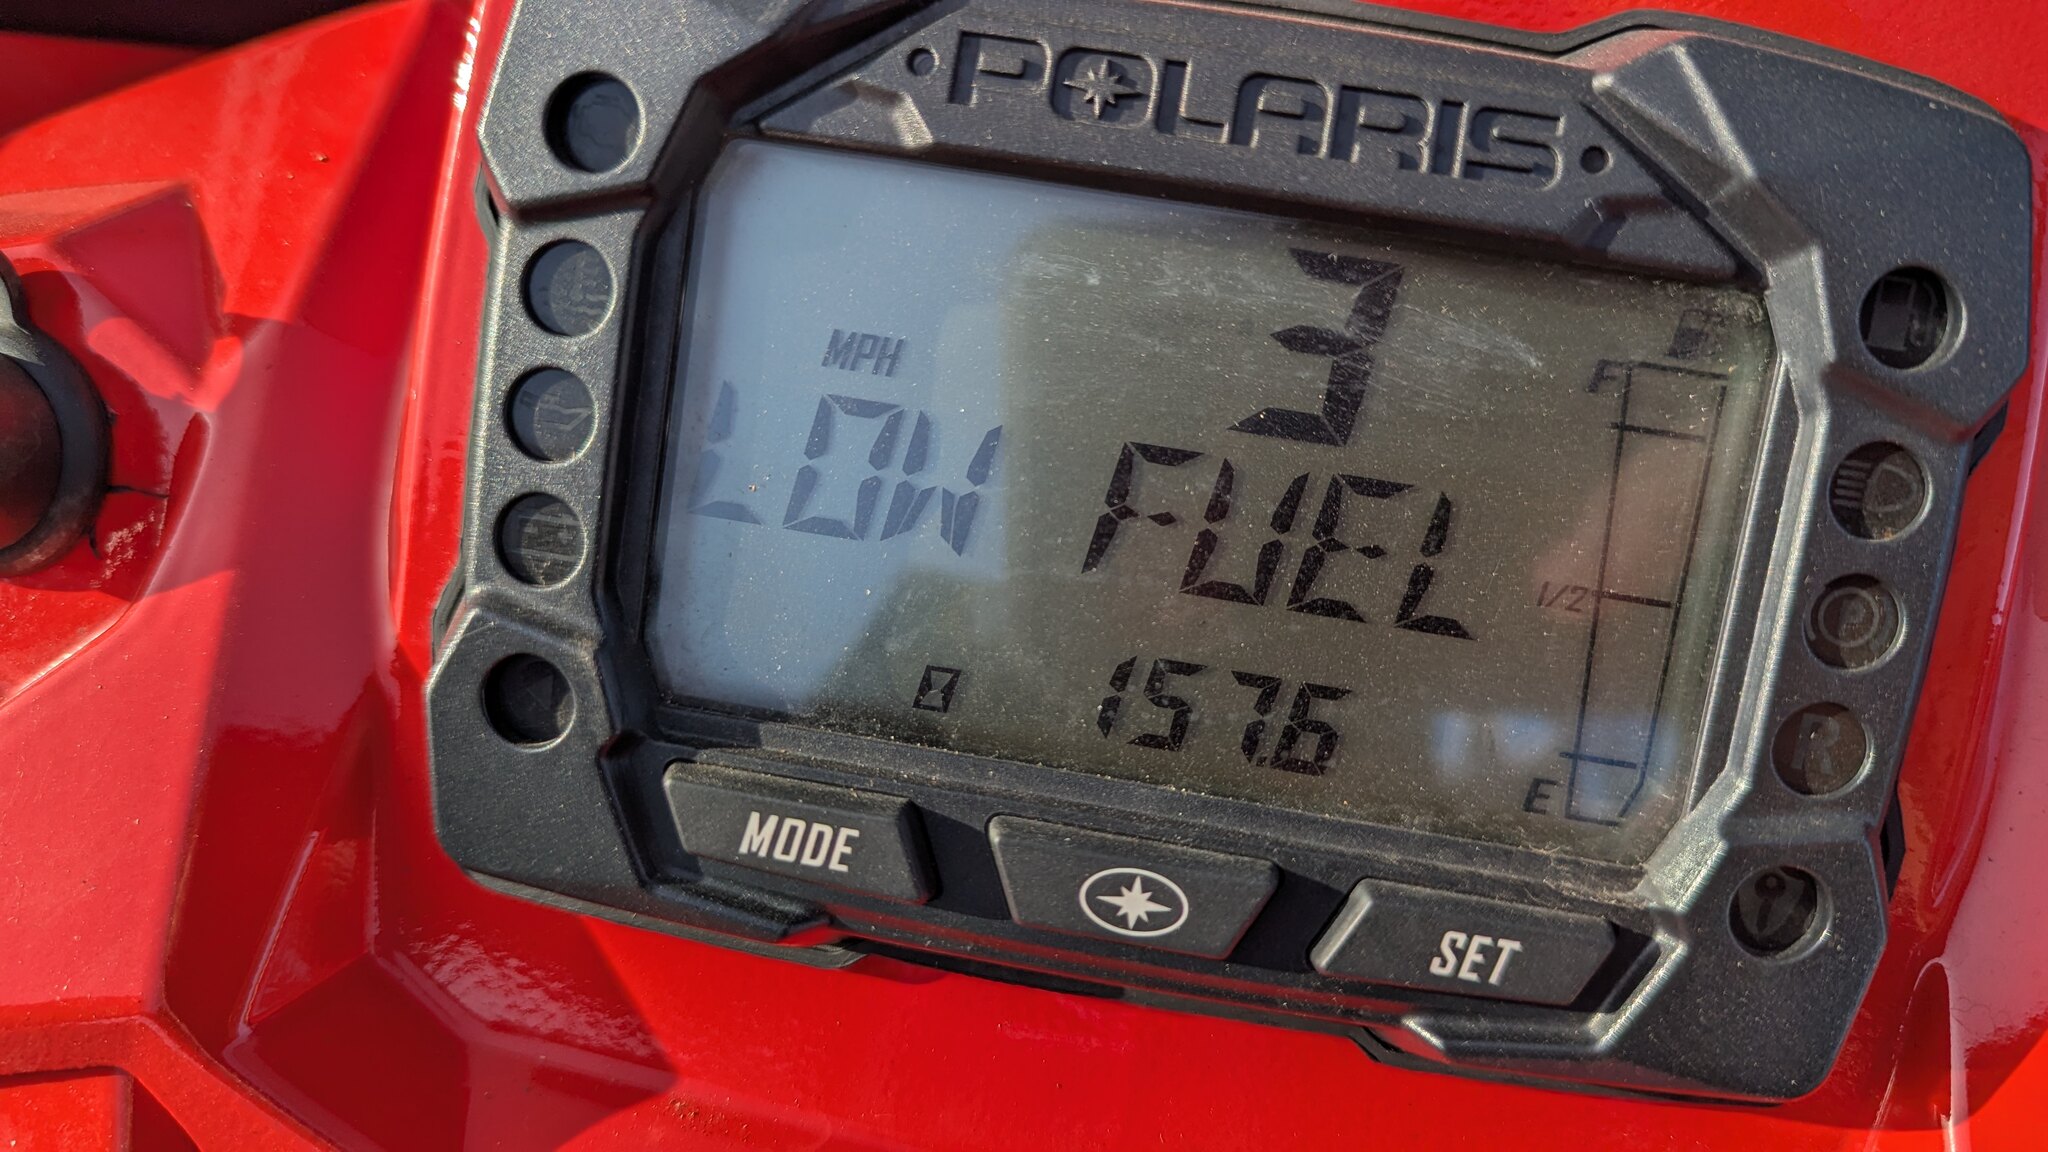 POLARIS
3
MPH
F
LOW FUEL
1/2
157.6
E
MODE
SET
R